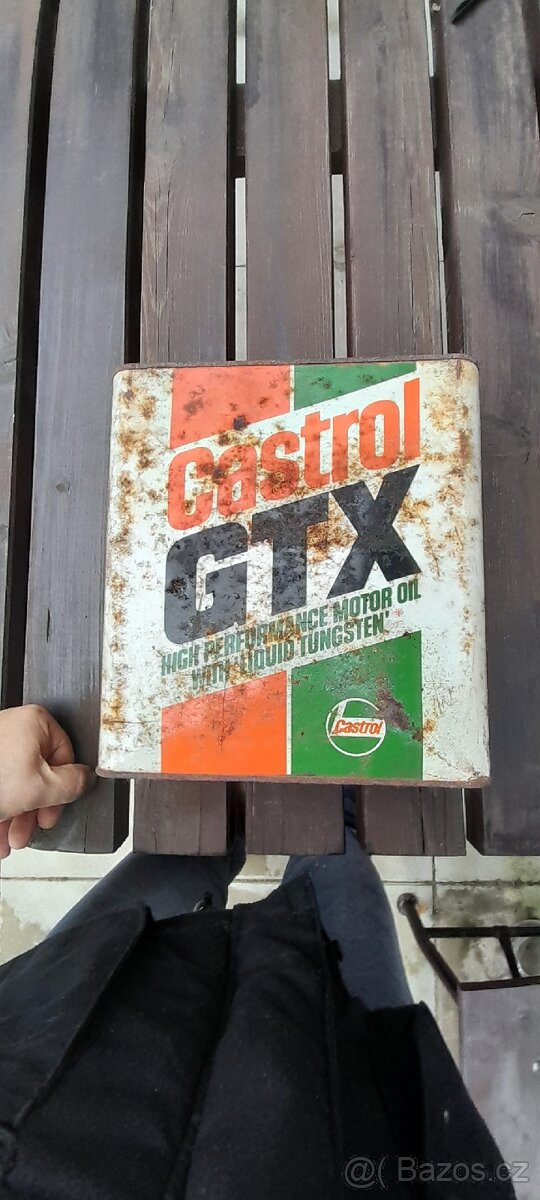 Castrol
GTX
HIGH PERFORMANCE MOTOR OIL
WITH 'LIQUID TUNGSTEN'
Castrol
@( Bazos.cz